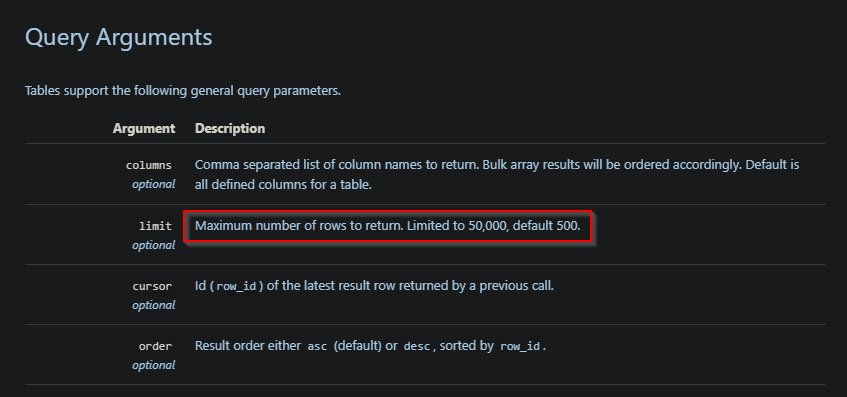 Query Arguments
Tables support the following general query parameters.
Argument Description
columns Comma separated list of column names to return. Bulk array results will be ordered accordingly. Default is
optional all defined columns for a table.
limit Maximum number of rows to return. Limited to 50,000, default 500.
optional
cursor Id ( row_id ) of the latest result row returned by a previous call.
optional
order Result order either asc (default) or desc , sorted by row_id .
optional